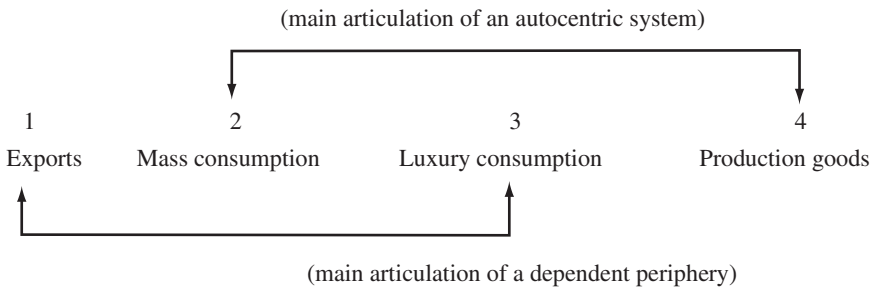 (main articulation of an autocentric system)
1 2 3 4
Exports Mass consumption Luxury consumption Production goods
(main articulation of a dependent periphery)